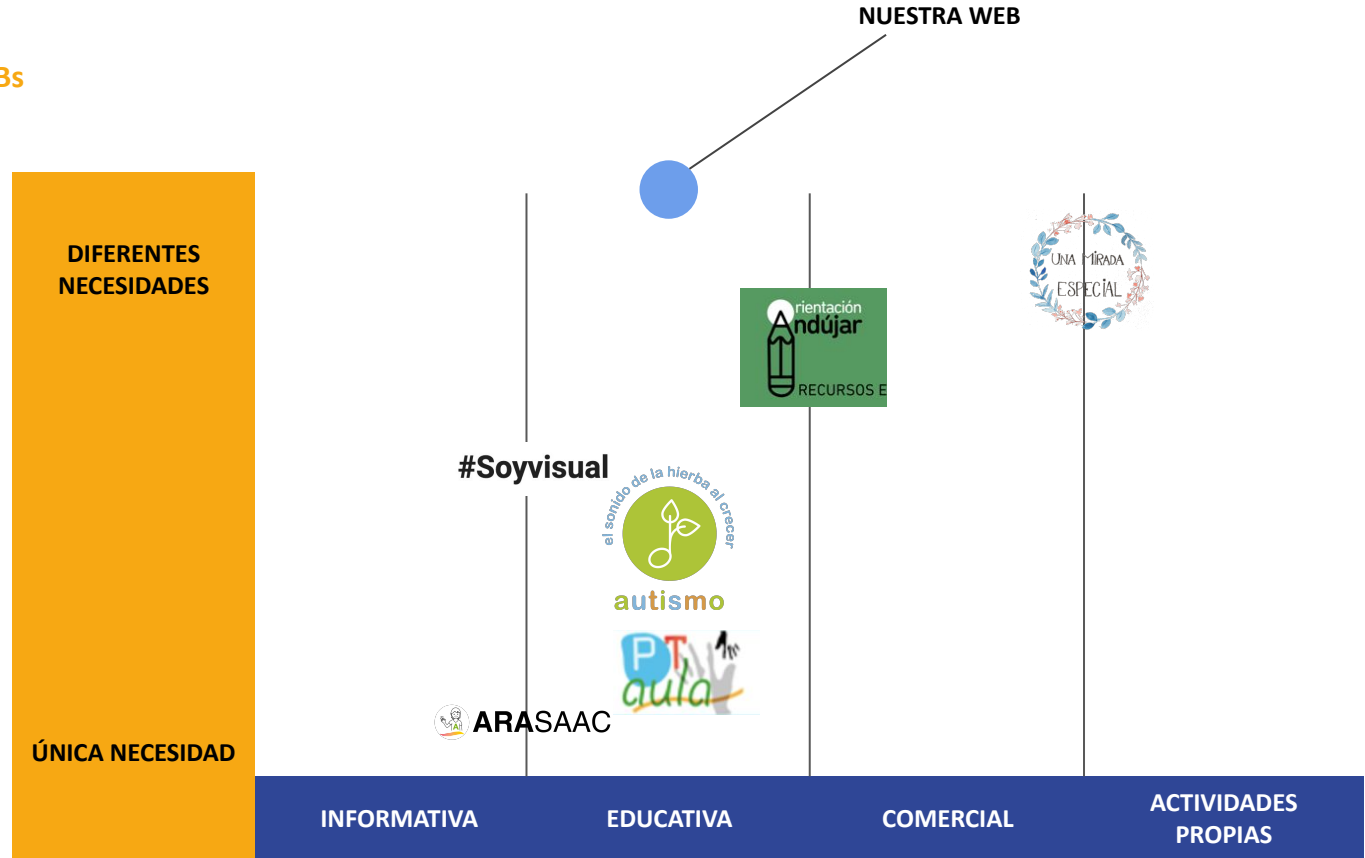 NUESTRA WEB
Bs
DIFERENTES
NECESIDADES
UNA MIRADA
ESPECIAL
Orientación
Andújar
RECURSOS E
#Soyvisual
el sonido de la hierba al crecer
autismo
PT
aula
ARASAAC
ÚNICA NECESIDAD
INFORMATIVA
EDUCATIVA
COMERCIAL
ACTIVIDADES
PROPIAS